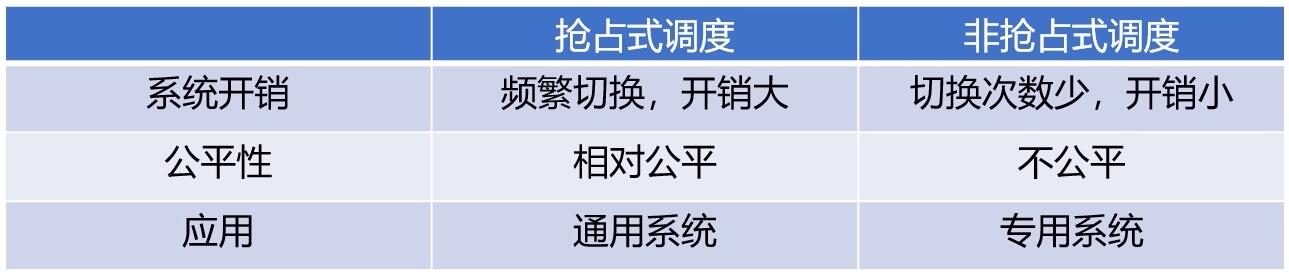 抢占式调度 非抢占式调度
系统开销 频繁切换，开销大 切换次数少，开销小
公平性 相对公平 不公平
应用 通用系统 专用系统